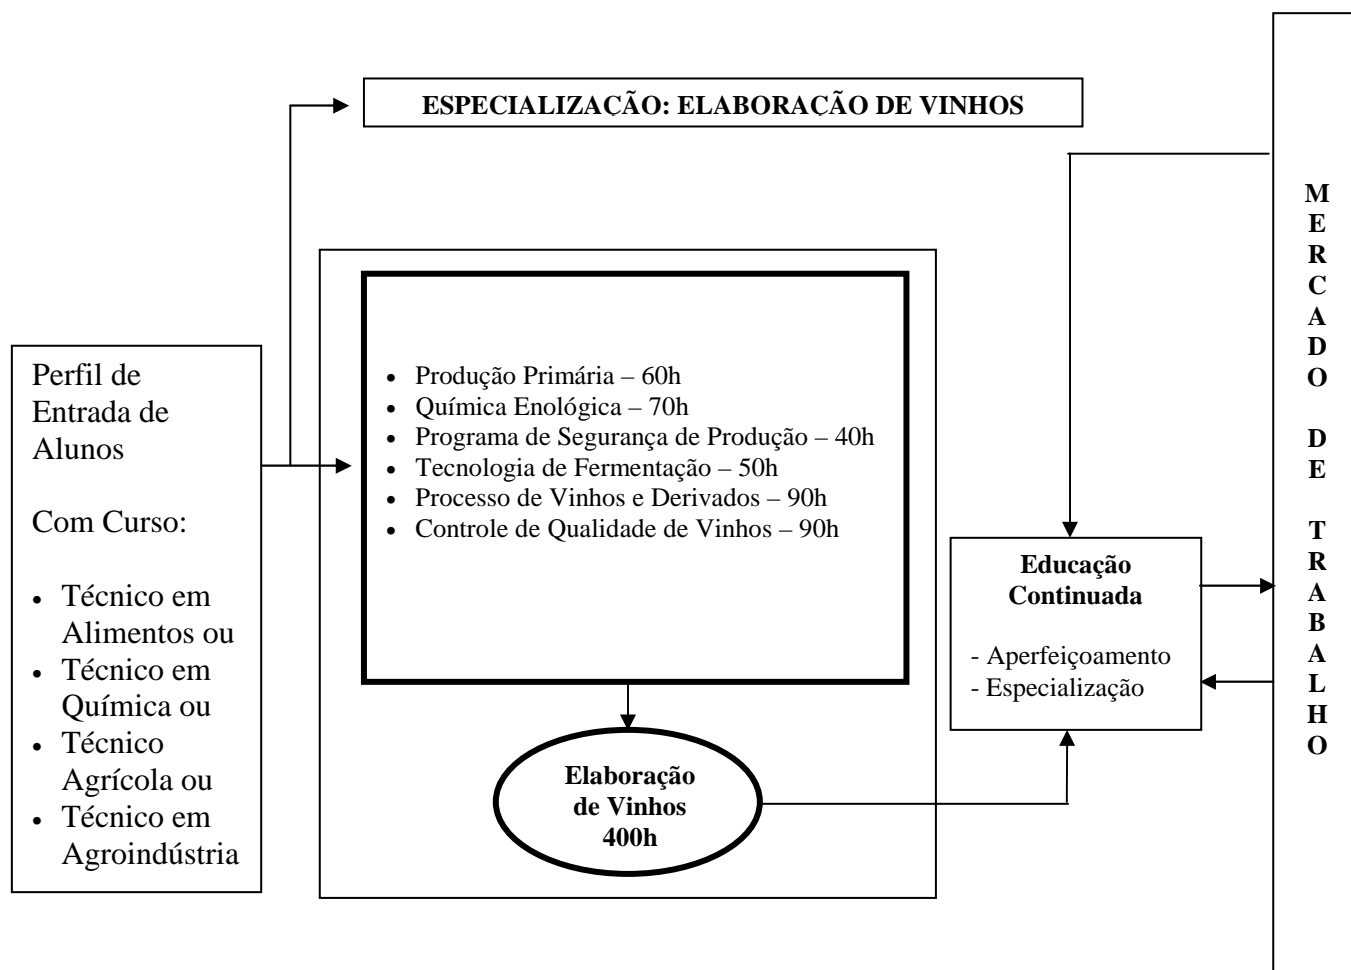 ESPECIALIZAÇÃO: ELABORAÇÃO DE VINHOS
Perfil de
Entrada de
Alunos
Com Curso:
• Técnico em
Alimentos ou
• Técnico em
Química ou
• Técnico
Agrícola ou
• Técnico em
Agroindústria
• Produção Primária – 60h
• Química Enológica – 70h
• Programa de Segurança de Produção – 40h
• Tecnologia de Fermentação – 50h
• Processo de Vinhos e Derivados – 90h
• Controle de Qualidade de Vinhos – 90h
Elaboração
de Vinhos
400h
Educação
Continuada
- Aperfeiçoamento
- Especialização
MERCADO DE TRABALHO